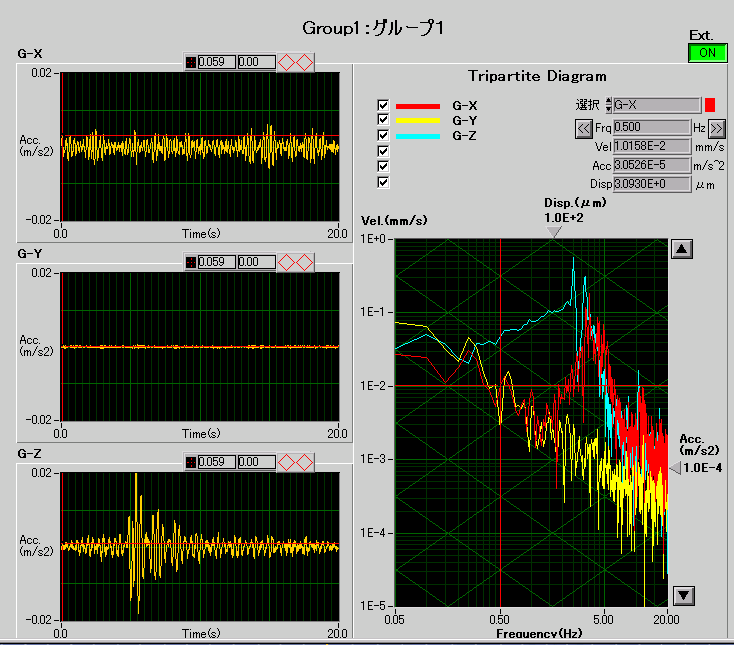 Group1:グループ1
Ext.
ON
G-X
0.059 0.00
0.02
Acc.
(m/s2)
-0.02
0.0 Time(s) 20.0
G-Y
0.059 0.00
0.02
Acc.
(m/s2)
-0.02
0.0 Time(s) 20.0
G-Z
0.059 0.00
0.02
Acc.
(m/s2)
-0.02
0.0 Time(s) 20.0
Tripartite Diagram
G-X
G-Y
G-Z
選択 G-X
<< Frq 0.500 Hz >>
Vel 1.0158E-2 mm/s
Acc 3.0526E-5 m/s^2
Disp 3.0930E+0 μm
Disp.(μm)
1.0E+2
Vel.(mm/s)
1E+0
1E-1
1E-2
1E-3
1E-4
1E-5
Acc.
(m/s2)
1.0E-4
0.05 0.50 5.00 20.00
Frequency(Hz)